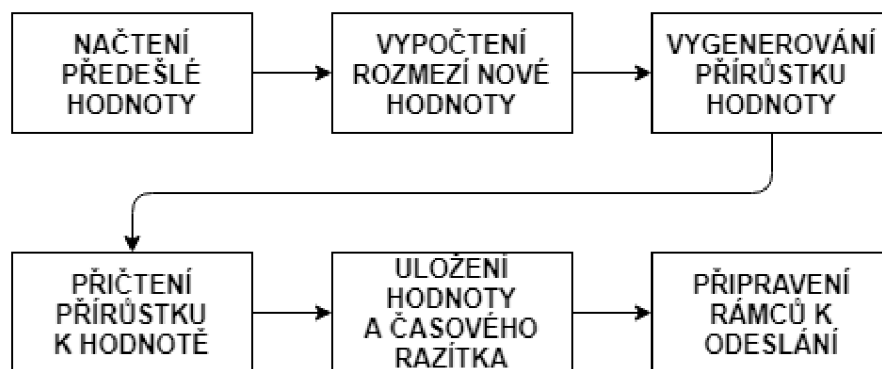 NAČTENÍ
PŘEDEŠLÉ
HODNOTY
VYPOČTENÍ
ROZMEZÍ NOVÉ
HODNOTY
VYGENEROVÁNÍ
PŘÍRŮSTKU
HODNOTY
PŘIČTENÍ
PŘÍRŮSTKU
K HODNOTĚ
ULOŽENÍ
HODNOTY
A ČASOVÉHO
RAZÍTKA
PŘIPRAVENÍ
RÁMCŮ K
ODESLÁNÍ